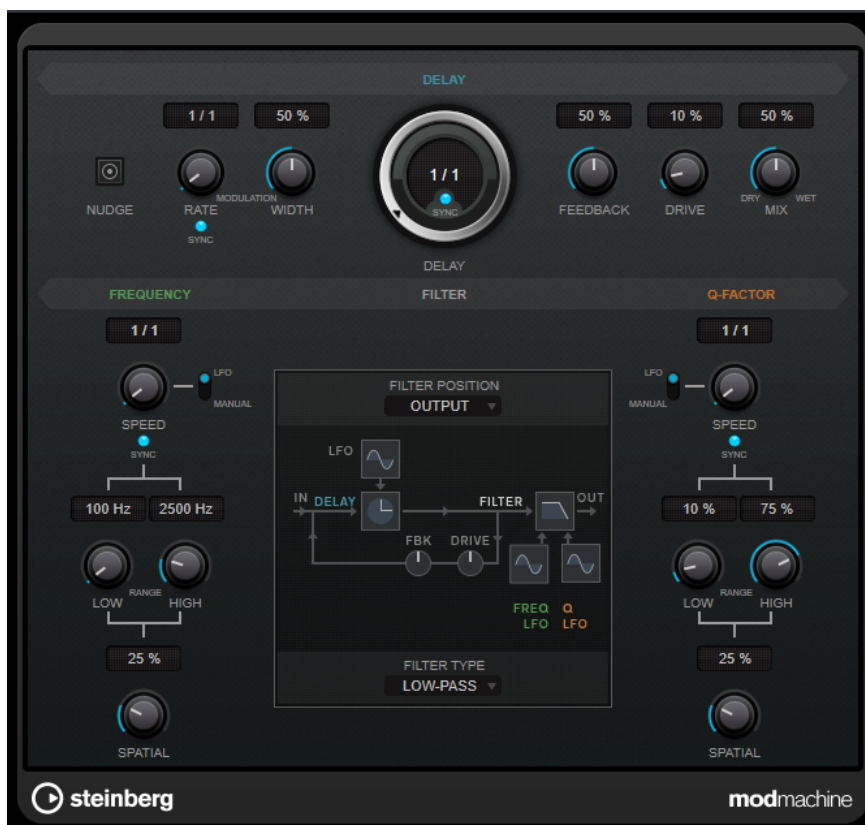 DELAY
1 / 1 50 % 50 % 10 % 50 %
1 / 1
SYNC
NUDGE RATE MODULATION WIDTH FEEDBACK DRIVE DRY MIX WET
SYNC
DELAY
FREQUENCY FILTER Q-FACTOR
1 / 1 1 / 1
LFO LFO
MANUAL MANUAL
SPEED SPEED
SYNC SYNC
FILTER POSITION
OUTPUT
LFO
IN DELAY FILTER OUT
FBK DRIVE
FREQ Q
LFO LFO
100 Hz 2500 Hz 10 % 75 %
LOW RANGE HIGH LOW RANGE HIGH
25 % 25 %
FILTER TYPE
LOW-PASS
SPATIAL SPATIAL
steinberg modmachine